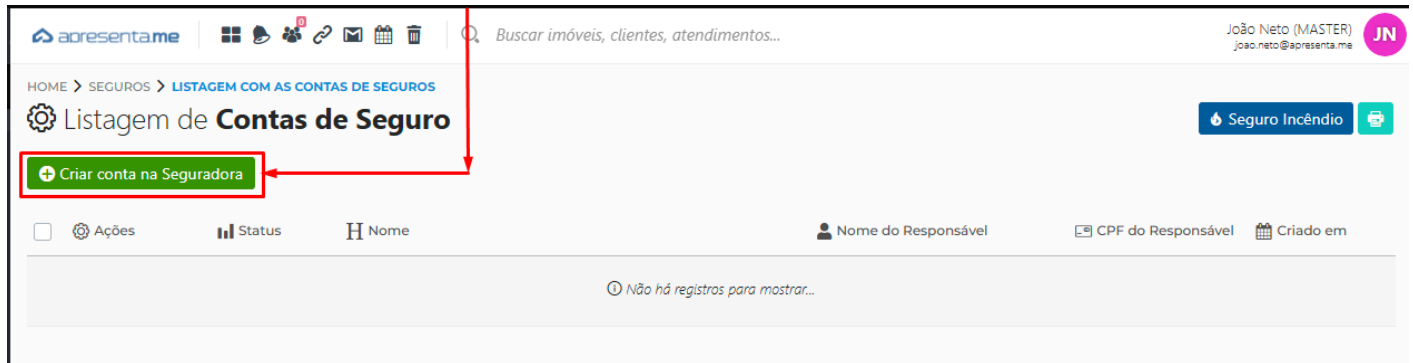 apresenta.me
0
Buscar imóveis, clientes, atendimentos...
João Neto (MASTER)
joao.neto@apresenta.me
JN
HOME > SEGUROS > LISTAGEM COM AS CONTAS DE SEGUROS
Listagem de Contas de Seguro
Seguro Incêndio
Criar conta na Seguradora
Ações Status Nome Nome do Responsável CPF do Responsável Criado em
Não há registros para mostrar...